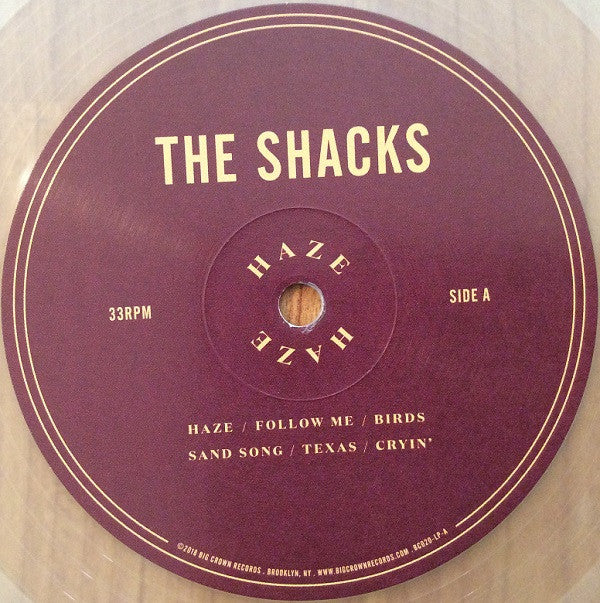 THE SHACKS
HAZE
33RPM
SIDE A
HAZE
HAZE / FOLLOW ME / BIRDS
SAND SONG / TEXAS / CRYIN'
©2018 BIG CROWN RECORDS . BROOKLYN, NY . WWW.BIGCROWNRECORDS.COM . BC020-LP-A